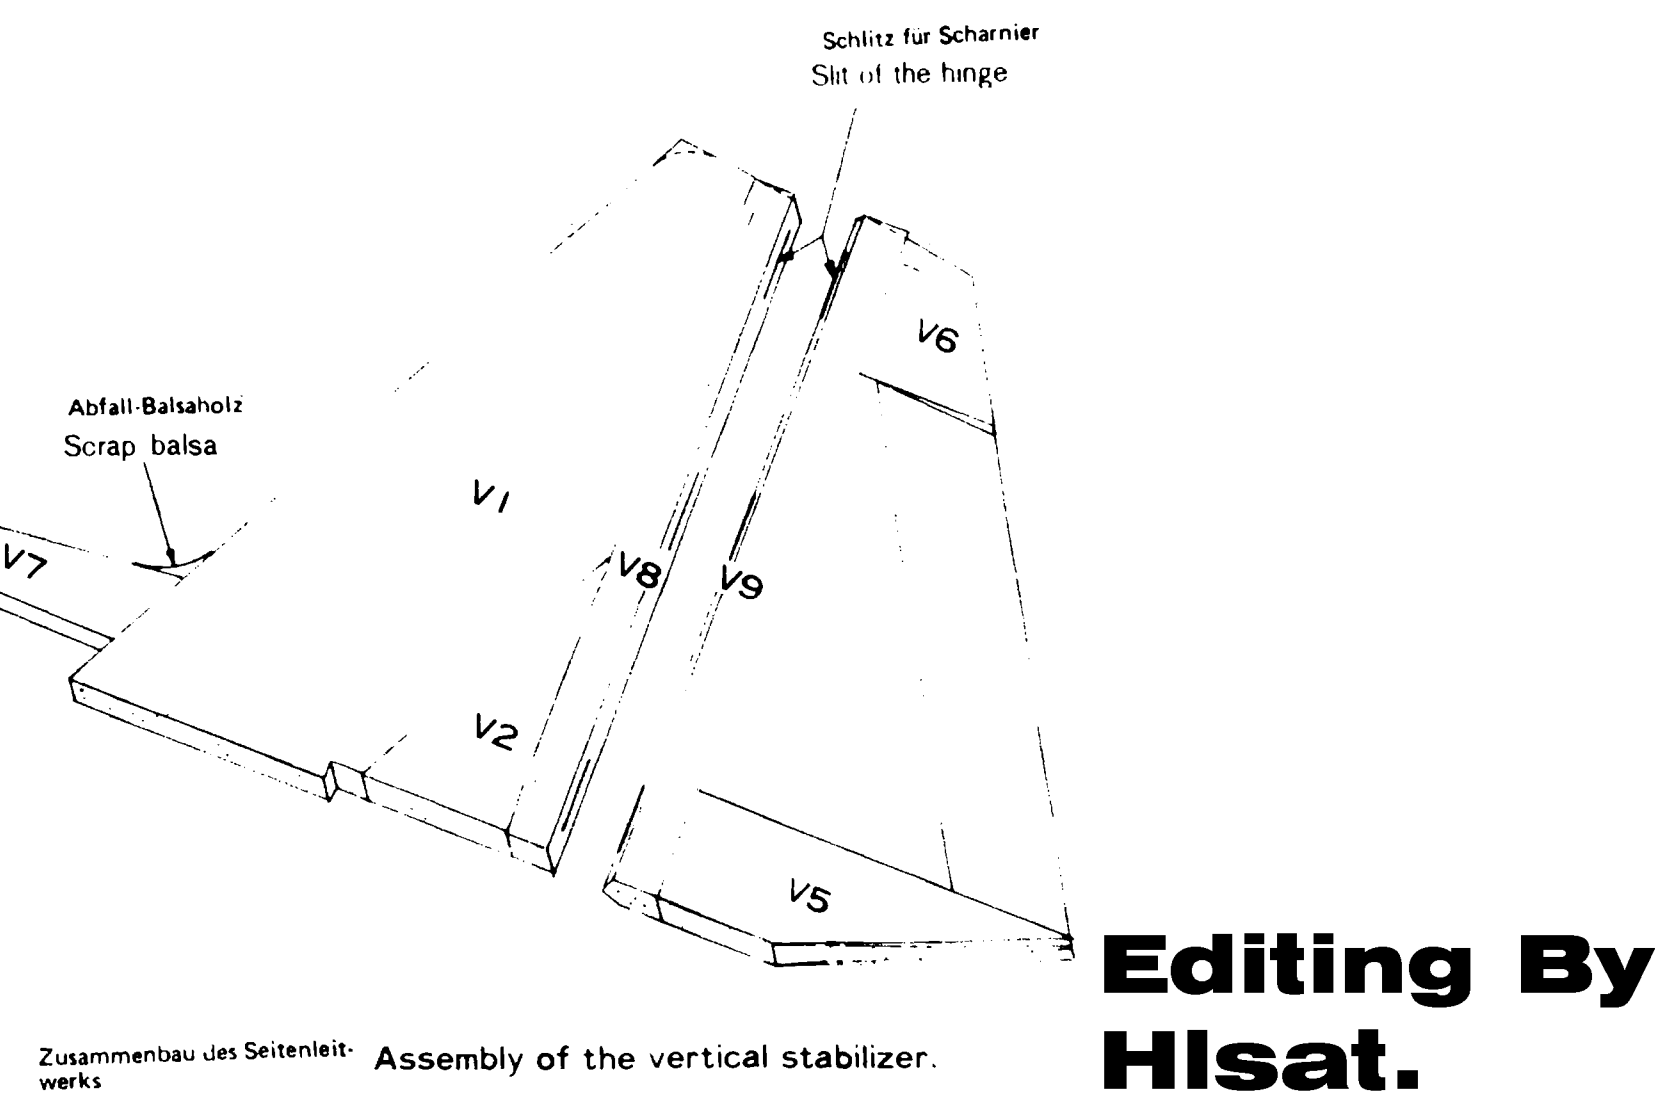 Schlitz für Scharnier
Slit of the hinge
V6
Abfall-Balsaholz
Scrap balsa
V1
V7
V8
V9
V2
V5
Editing By
Hlsat.
Zusammenbau des Seitenleit-
werks
Assembly of the vertical stabilizer.